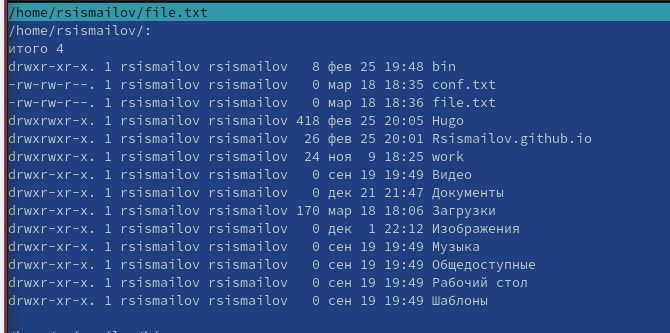 /home/rsismailov/file.txt
/home/rsismailov/:
итого 4
drwxr-xr-x. 1 rsismailov rsismailov   8 фев 25 19:48 bin
-rw-rw-r--. 1 rsismailov rsismailov   0 мар 18 18:35 conf.txt
-rw-rw-r--. 1 rsismailov rsismailov   0 мар 18 18:36 file.txt
drwxrwxr-x. 1 rsismailov rsismailov 418 фев 25 20:05 Hugo
drwxrwxr-x. 1 rsismailov rsismailov  26 фев 25 20:01 Rsismailov.github.io
drwxrwxr-x. 1 rsismailov rsismailov  24 ноя  9 18:25 work
drwxr-xr-x. 1 rsismailov rsismailov   0 сен 19 19:49 Видео
drwxr-xr-x. 1 rsismailov rsismailov   0 дек 21 21:47 Документы
drwxr-xr-x. 1 rsismailov rsismailov 170 мар 18 18:06 Загрузки
drwxr-xr-x. 1 rsismailov rsismailov   0 дек  1 22:12 Изображения
drwxr-xr-x. 1 rsismailov rsismailov   0 сен 19 19:49 Музыка
drwxr-xr-x. 1 rsismailov rsismailov   0 сен 19 19:49 Общедоступные
drwxr-xr-x. 1 rsismailov rsismailov   0 сен 19 19:49 Рабочий стол
drwxr-xr-x. 1 rsismailov rsismailov   0 сен 19 19:49 Шаблоны